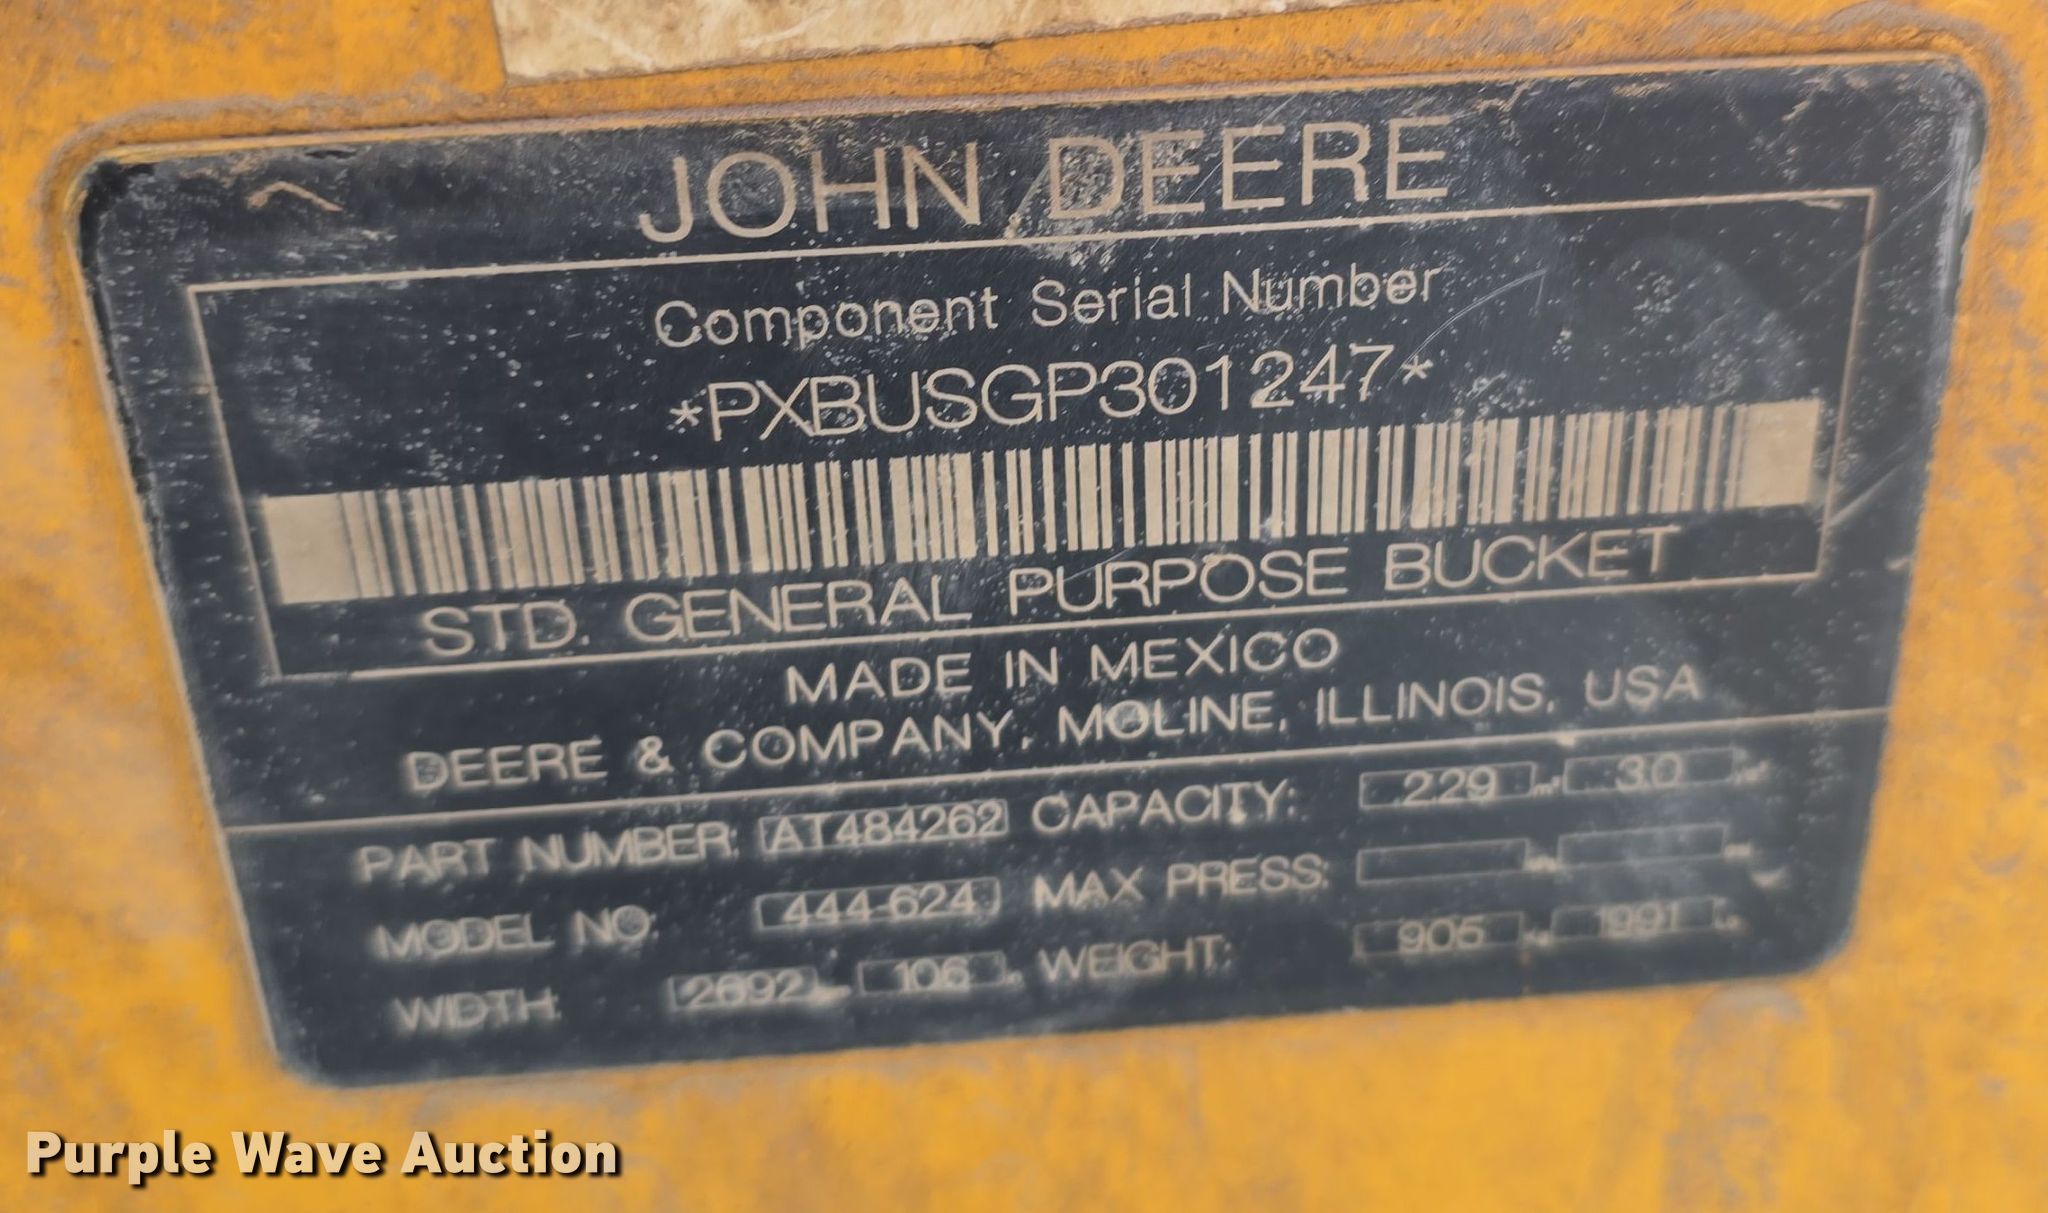 JOHN DEERE
Component Serial Number
*PXBUSGP301247*
STD. GENERAL PURPOSE BUCKET
MADE IN MEXICO
DEERE & COMPANY, MOLINE, ILLINOIS, USA
PART NUMBER: AT484262 CAPACITY: 2.29 m³ 3.0
MODEL NO: 444-624 MAX PRESS:
WIDTH: 2692 106 WEIGHT: 905 1991
Purple Wave Auction